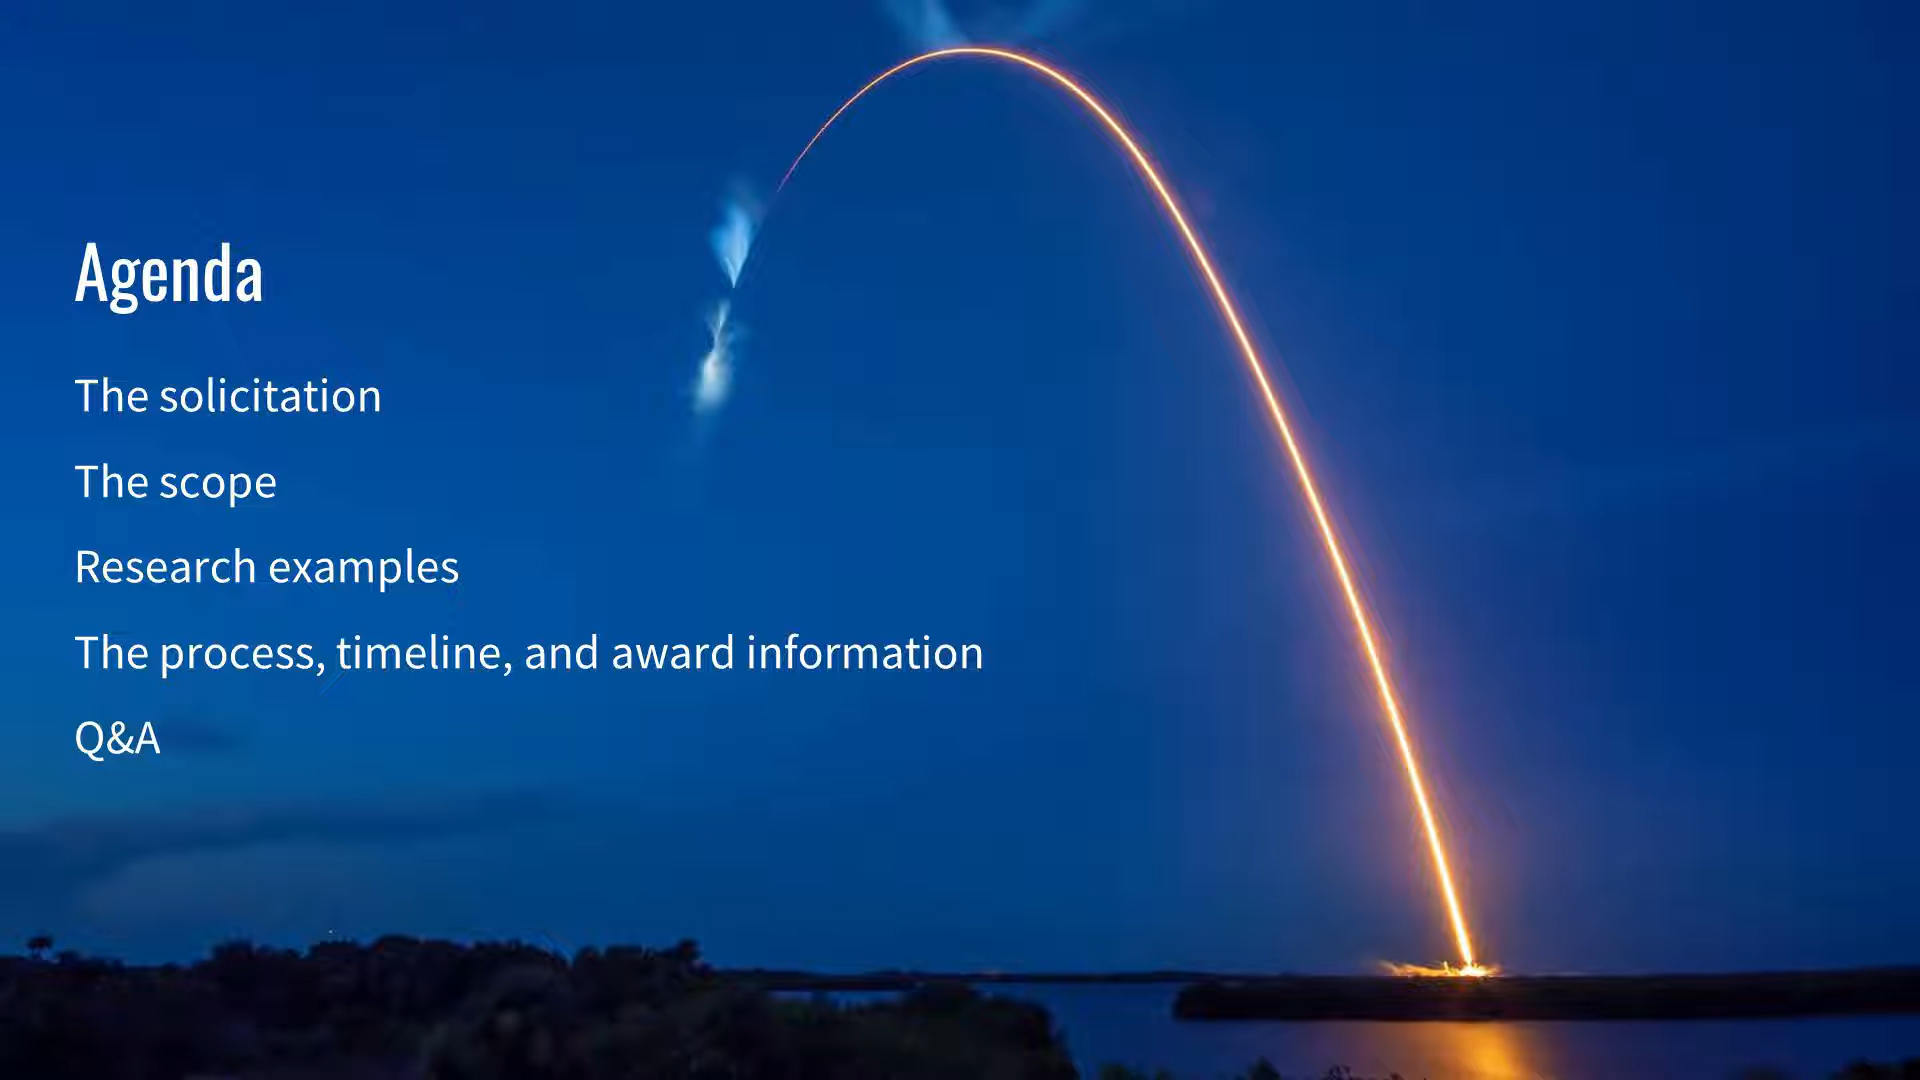 Agenda
The solicitation
The scope
Research examples
The process, timeline, and award information
Q&A